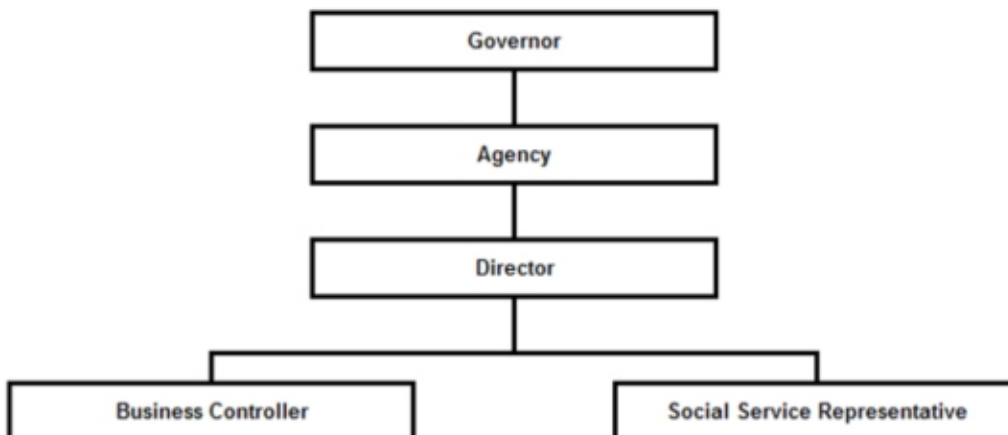 Governor
Agency
Director
Business Controller
Social Service Representative